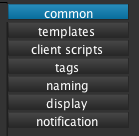 common
templates
client scripts
tags
naming
display
notification